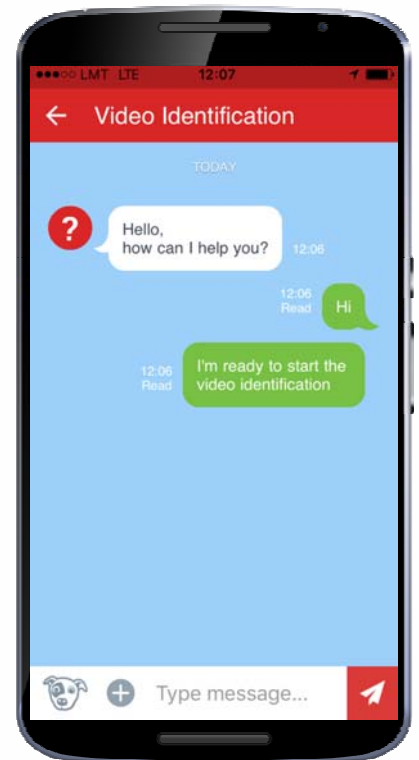 LMT LTE 12:07
Video Identification
TODAY
?
Hello,
how can I help you? 12:06
12:06
Read Hi
I'm ready to start the
12:06
video identification
Read
Type message...